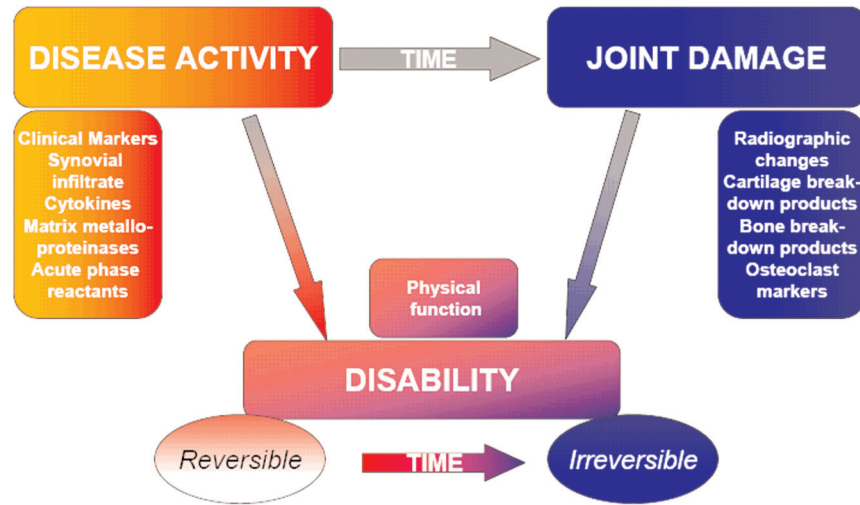 DISEASE ACTIVITY
TIME
JOINT DAMAGE
Clinical Markers
Synovial
infiltrate
Cytokines
Matrix metallo-
proteinases
Acute phase
reactants
Radiographic
changes
Cartilage break-
down products
Bone break-
down products
Osteoclast
markers
Physical
function
DISABILITY
Reversible
TIME
Irreversible